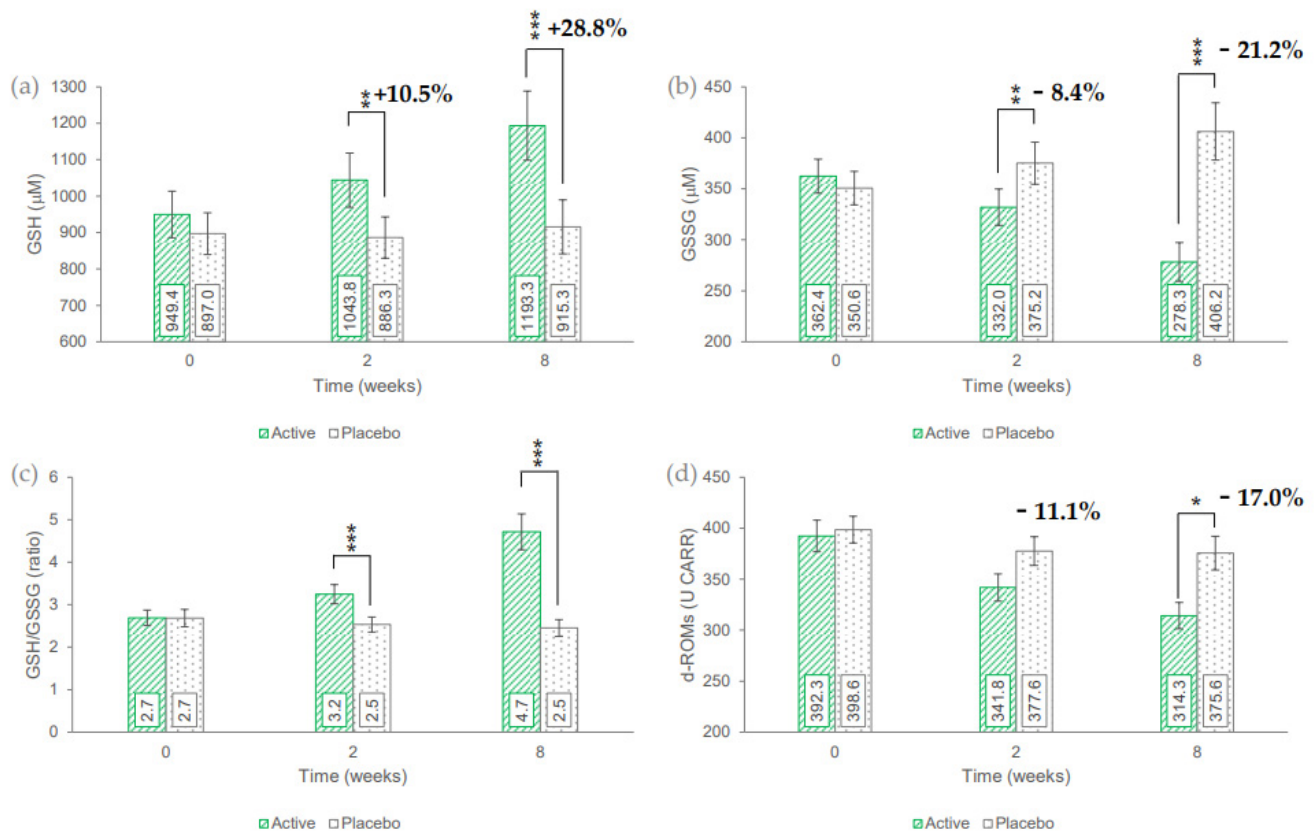 (a)
*** +28.8%
** +10.5%
GSH (μM)
1300
1200
1100
1000
900
800
700
600
949.4
897.0
1043.8
886.3
1193.3
915.3
0 2 8
Time (weeks)
Active Placebo
(b)
*** - 21.2%
** - 8.4%
GSSG (μM)
450
400
350
300
250
200
362.4
350.6
332.0
375.2
278.3
406.2
0 2 8
Time (weeks)
Active Placebo
(c)
***
***
GSH/GSSG (ratio)
6
5
4
3
2
1
0
2.7
2.7
3.2
2.5
4.7
2.5
0 2 8
Time (weeks)
Active Placebo
(d)
- 11.1%
* - 17.0%
d-ROMs (U CARR)
450
400
350
300
250
200
392.3
398.6
341.8
377.6
314.3
375.6
0 2 8
Time (weeks)
Active Placebo